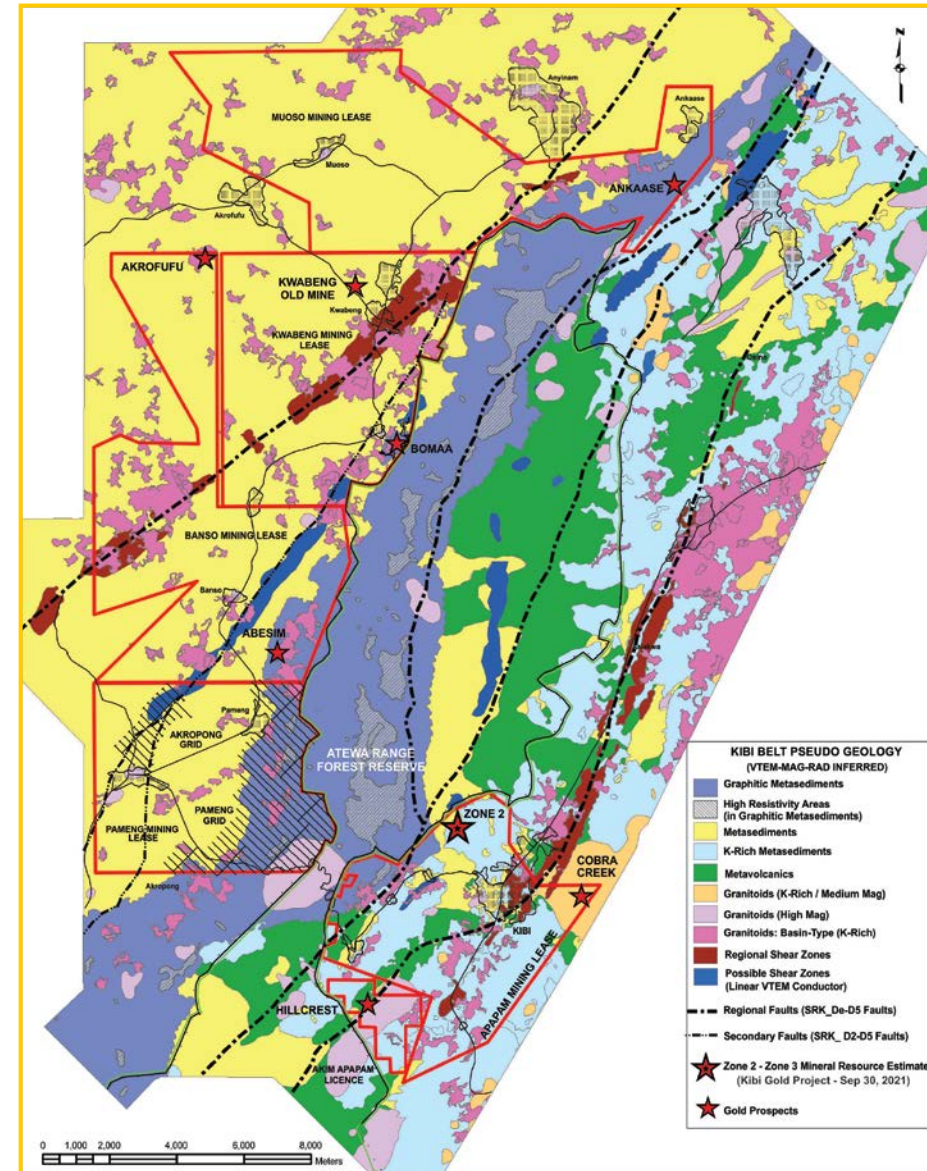 N
Anyinam
Ankaase
MUOSO MINING LEASE
Muoso
ANKAASE
Akrofufu
AKROFUFU
KWABENG
OLD MINE
Kwabeng
KWABENG MINING
LEASE
BOMAA
BANSO MINING LEASE
Banso
ABESIM
Pameng
AKROPONG
GRID
ATEWA RANGE
FOREST RESERVE
PAMENG
GRID
PAMENG MINING
LEASE
Akropong
ZONE 2
COBRA
CREEK
KIBI
APAPAM MINING LEASE
HILLCREST
AKIM APAPAM
LICENCE
KIBI BELT PSEUDO GEOLOGY
(VTEM-MAG-RAD INFERRED)
Graphitic Metasediments
High Resistivity Areas
(in Graphitic Metasediments)
Metasediments
K-Rich Metasediments
Metavolcanics
Granitoids (K-Rich / Medium Mag)
Granitoids (High Mag)
Granitoids: Basin-Type (K-Rich)
Regional Shear Zones
Possible Shear Zones
(Linear VTEM Conductor)
Regional Faults (SRK_De-D5 Faults)
Secondary Faults (SRK_ D2-D5 Faults)
Zone 2 - Zone 3 Mineral Resource Estimate
(Kibi Gold Project - Sep 30, 2021)
Gold Prospects
0 1,000 2,000 4,000 6,000 8,000
Meters